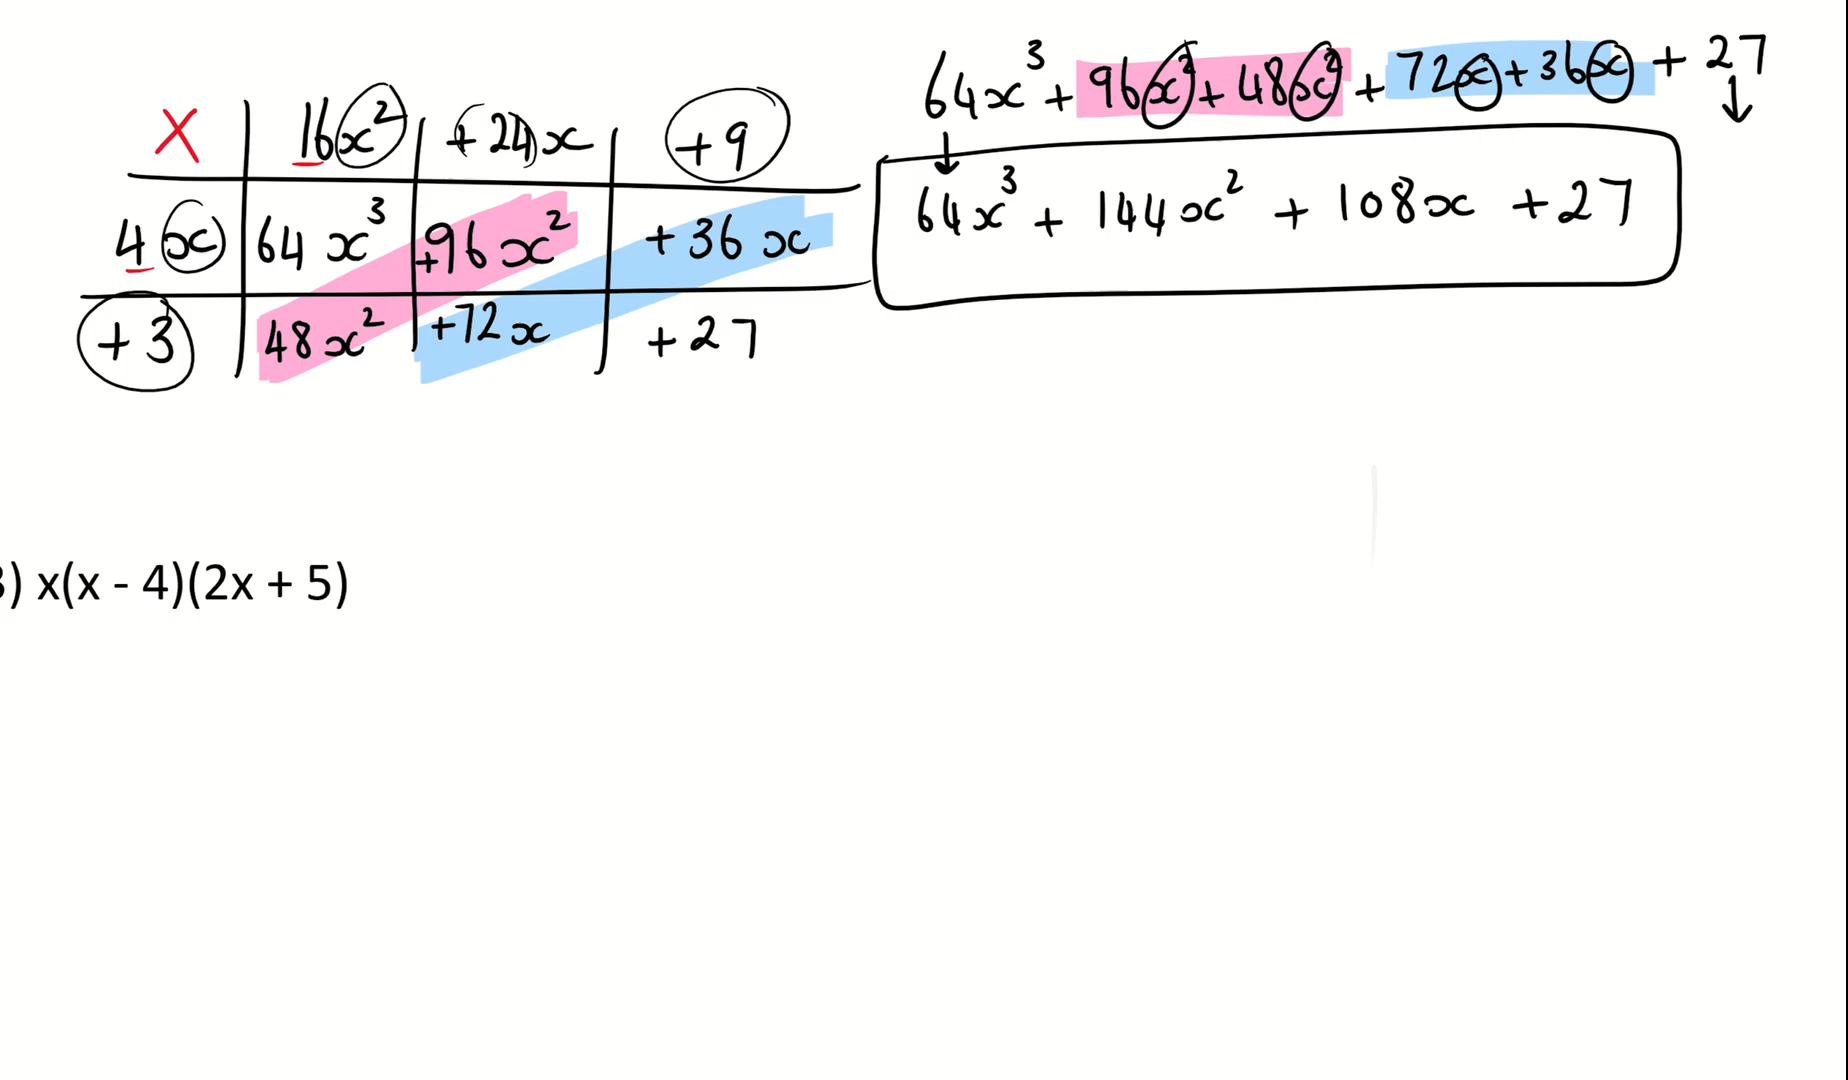 × 16x² +24x +9
4x 64x³ +96x² +36x
+3 48x² +72x +27
64x³ + 96x² + 48x² + 72x + 36x + 27
64x³ + 144x² + 108x + 27
3) x(x - 4)(2x + 5)